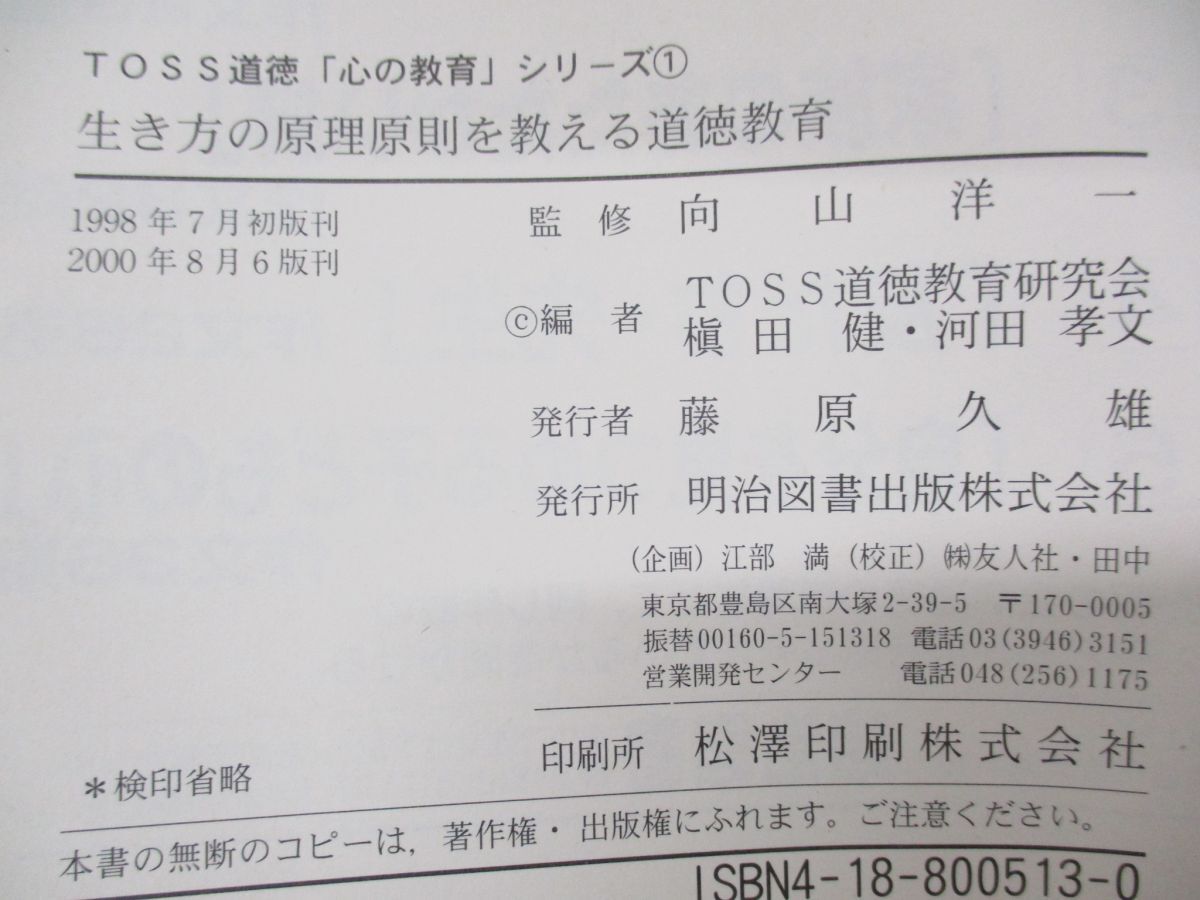 TOSS道徳「心の教育」シリーズ①
生き方の原理原則を教える道徳教育
1998年7月初版刊
2000年8月6版刊
監修 向山洋一
©編者 TOSS道徳教育研究会
槇田健・河田孝文
発行者 藤原久雄
発行所 明治図書出版株式会社
(企画)江部 満(校正)㈱友人社・田中
東京都豊島区南大塚2-39-5 〒170-0005
振替00160-5-151318 電話03(3946)3151
営業開発センター 電話048(256)1175
印刷所 松澤印刷株式会社
*検印省略
本書の無断のコピーは,著作権・出版権にふれます。ご注意ください。
ISBN4-18-800513-0